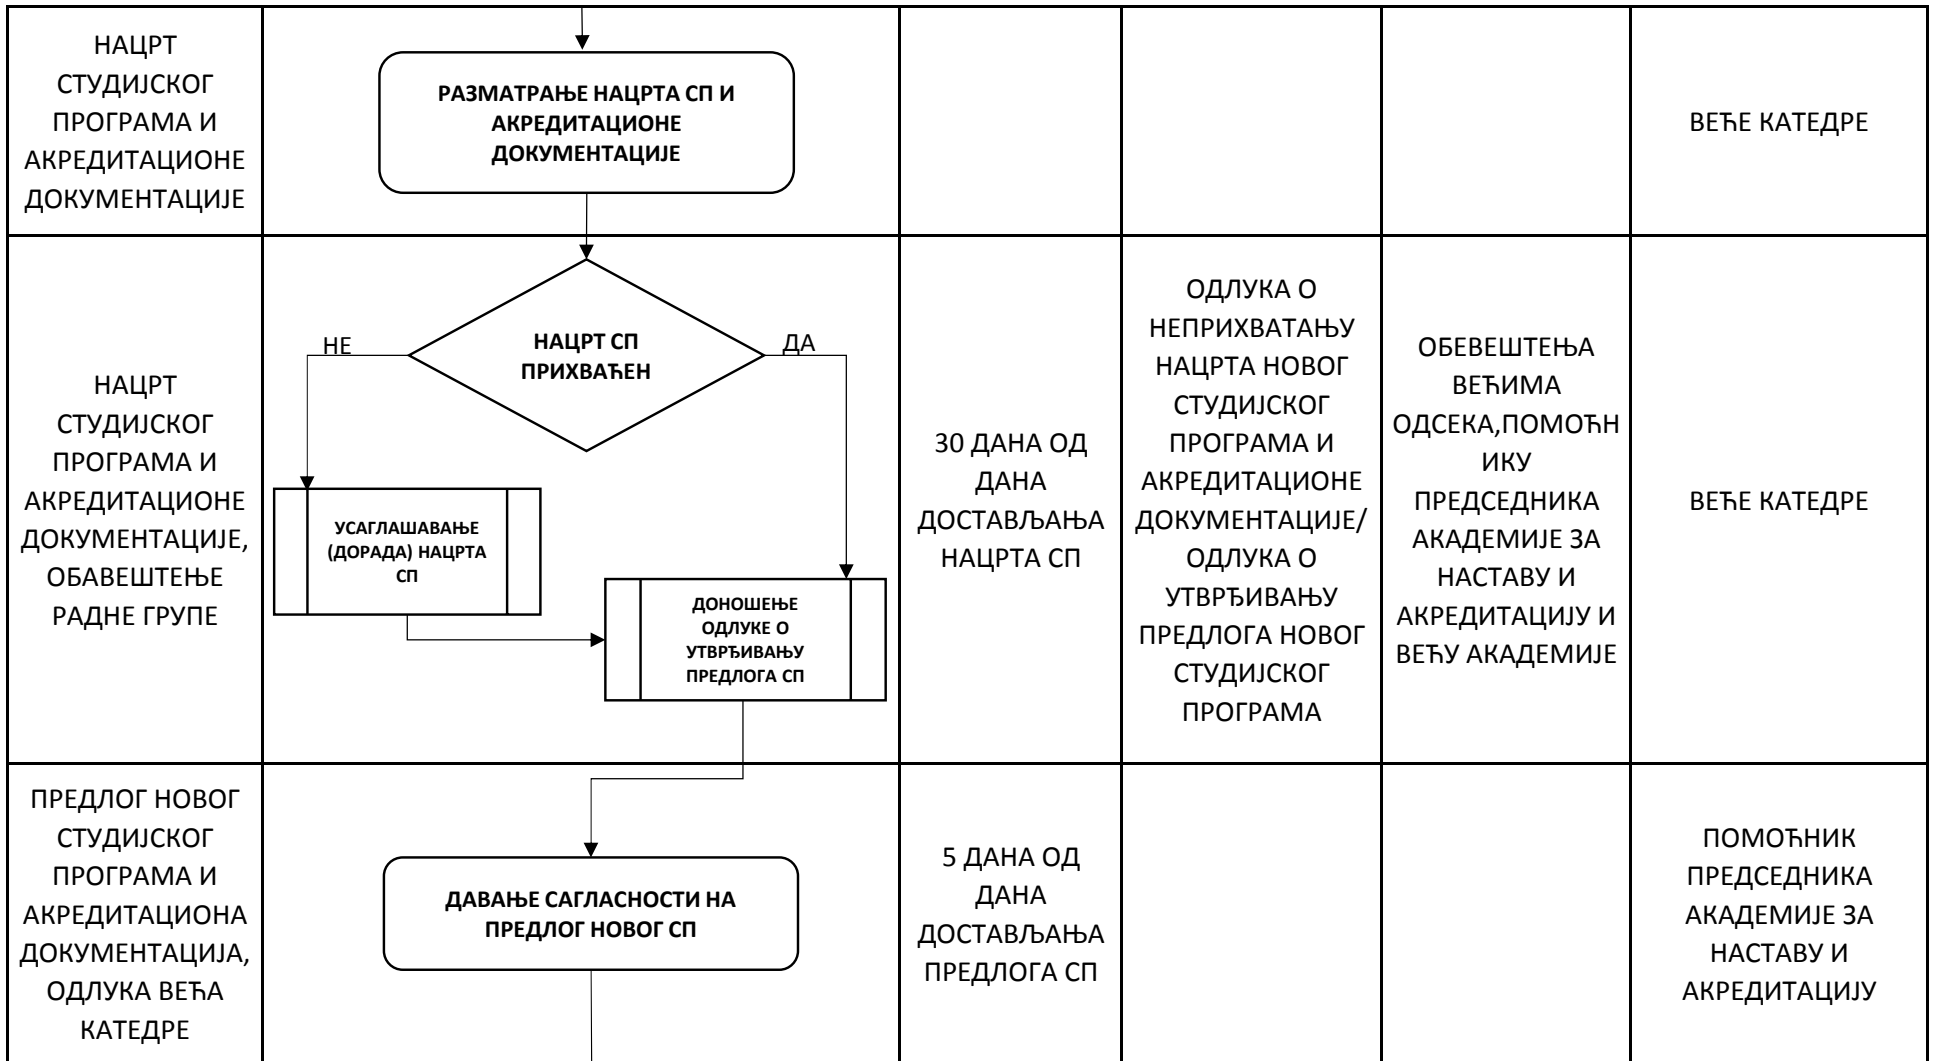 НАЦРТ
СТУДИЈСКОГ
ПРОГРАМА И
АКРЕДИТАЦИОНЕ
ДОКУМЕНТАЦИЈЕ
РАЗМАТРАЊЕ НАЦРТА СП И
АКРЕДИТАЦИОНЕ
ДОКУМЕНТАЦИЈЕ
ВЕЋЕ КАТЕДРЕ
НАЦРТ
СТУДИЈСКОГ
ПРОГРАМА И
АКРЕДИТАЦИОНЕ
ДОКУМЕНТАЦИЈЕ,
ОБАВЕШТЕЊЕ
РАДНЕ ГРУПЕ
НАЦРТ СП
ПРИХВАЋЕН
НЕ
ДА
УСАГЛАШАВАЊЕ
(ДОРАДА) НАЦРТА
СП
ДОНОШЕЊЕ
ОДЛУКЕ О
УТВРЂИВАЊУ
ПРЕДЛОГА СП
30 ДАНА ОД
ДАНА
ДОСТАВЉАЊА
НАЦРТА СП
ОДЛУКА О
НЕПРИХВАТАЊУ
НАЦРТА НОВОГ
СТУДИЈСКОГ
ПРОГРАМА И
АКРЕДИТАЦИОНЕ
ДОКУМЕНТАЦИЈЕ/
ОДЛУКА О
УТВРЂИВАЊУ
ПРЕДЛОГА НОВОГ
СТУДИЈСКОГ
ПРОГРАМА
ОБЕВЕШТЕЊА
ВЕЋИМА
ОДСЕКА,ПОМОЋН
ИКУ
ПРЕДСЕДНИКА
АКАДЕМИЈЕ ЗА
НАСТАВУ И
АКРЕДИТАЦИЈУ И
ВЕЋУ АКАДЕМИЈЕ
ВЕЋЕ КАТЕДРЕ
ПРЕДЛОГ НОВОГ
СТУДИЈСКОГ
ПРОГРАМА И
АКРЕДИТАЦИОНА
ДОКУМЕНТАЦИЈА,
ОДЛУКА ВЕЋА
КАТЕДРЕ
ДАВАЊЕ САГЛАСНОСТИ НА
ПРЕДЛОГ НОВОГ СП
5 ДАНА ОД
ДАНА
ДОСТАВЉАЊА
ПРЕДЛОГА СП
ПОМОЋНИК
ПРЕДСЕДНИКА
АКАДЕМИЈЕ ЗА
НАСТАВУ И
АКРЕДИТАЦИЈУ